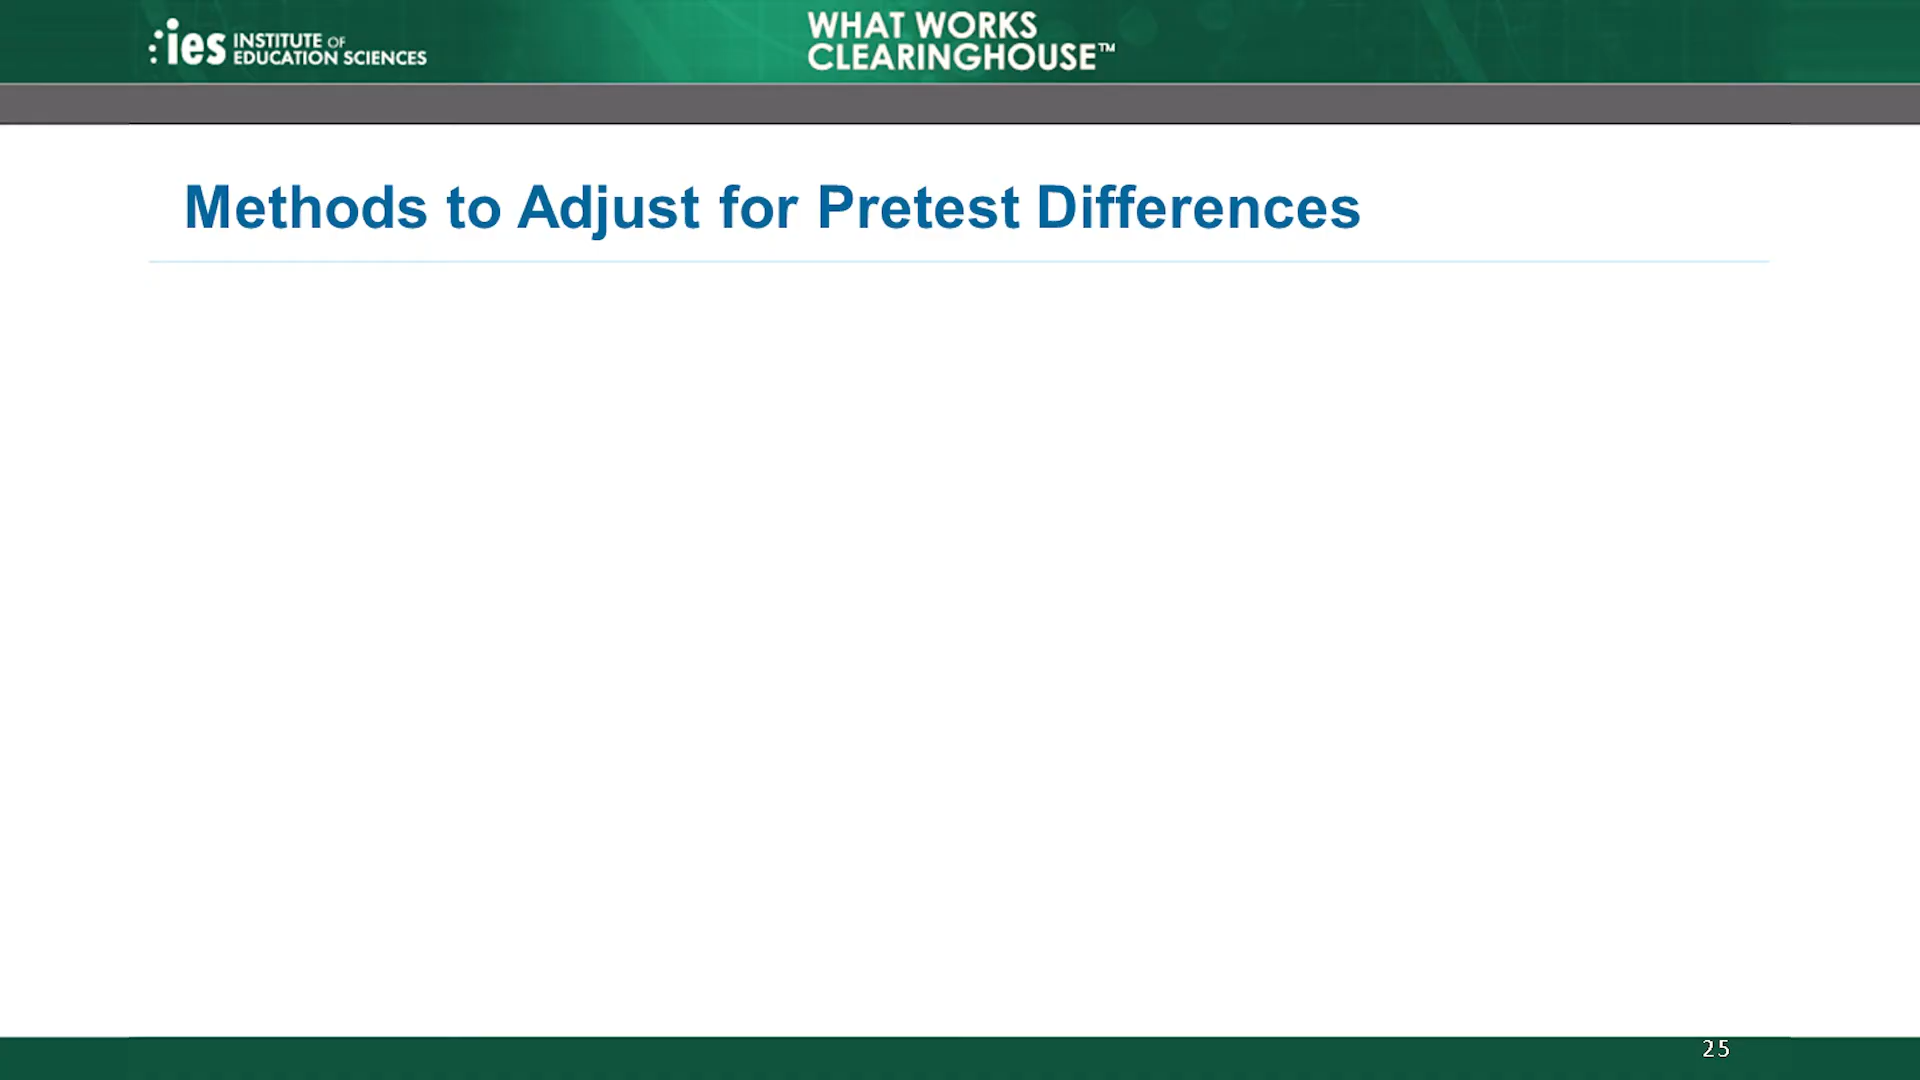 ies INSTITUTE OF
EDUCATION SCIENCES
WHAT WORKS
CLEARINGHOUSE™
Methods to Adjust for Pretest Differences
25